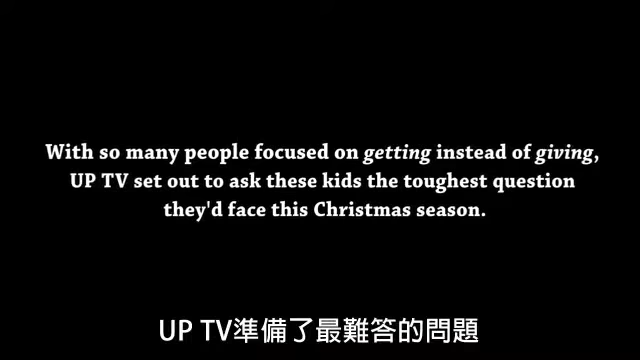 With so many people focused on getting instead of giving,
UP TV set out to ask these kids the toughest question
they'd face this Christmas season.
UP TV準備了最難答的問題